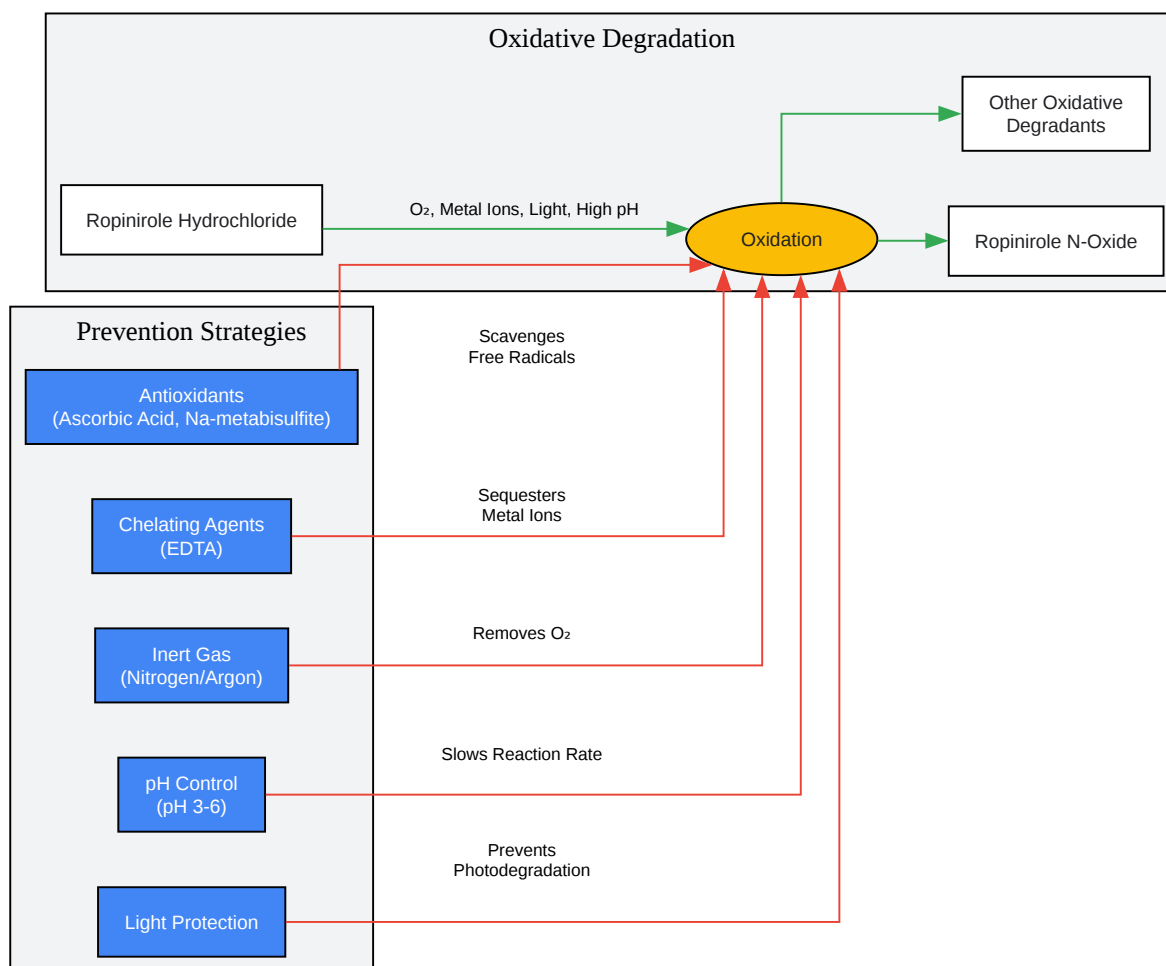 Oxidative Degradation
Other Oxidative
Degradants
Ropinirole Hydrochloride
O₂, Metal Ions, Light, High pH
Oxidation
Ropinirole N-Oxide
Prevention Strategies
Scavenges
Free Radicals
Antioxidants
(Ascorbic Acid, Na-metabisulfite)
Sequesters
Metal Ions
Chelating Agents
(EDTA)
Removes O₂
Inert Gas
(Nitrogen/Argon)
Slows Reaction Rate
pH Control
(pH 3-6)
Prevents
Photodegradation
Light Protection